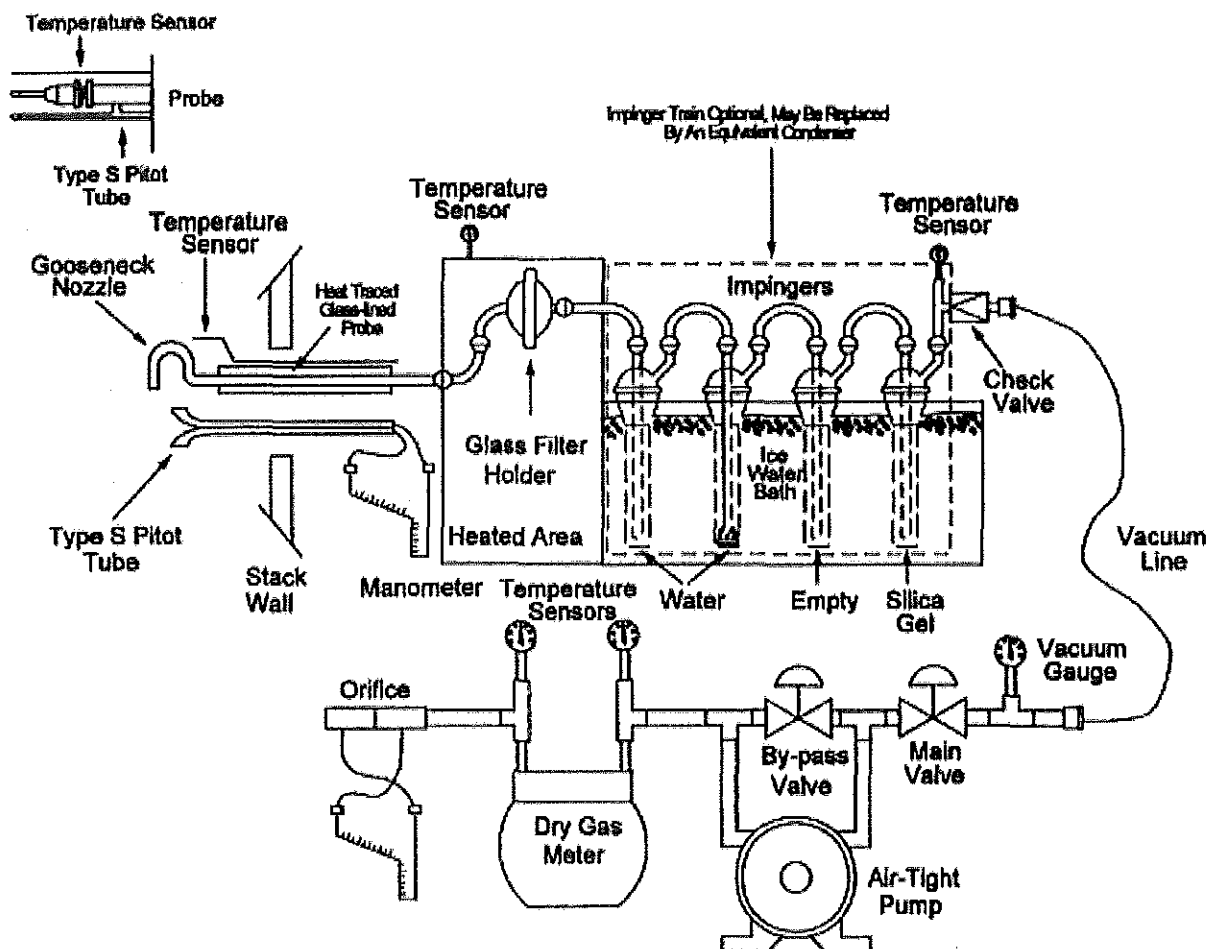 Temperature Sensor
Probe
Type S Pitot
Tube
Impinger Train Optional, May Be Replaced
By An Equivalent Condenser
Temperature
Sensor
Temperature
Sensor
Temperature
Sensor
Gooseneck
Nozzle
Heat Traced
Glass-lined
Probe
Impingers
Check
Valve
Glass Filter
Holder
Ice
Water
Bath
Heated Area
Type S Pitot
Tube
Stack
Wall
Manometer
Temperature
Sensors
Water
Empty
Silica
Gel
Vacuum
Line
Vacuum
Gauge
Orifice
By-pass
Valve
Main
Valve
Dry Gas
Meter
Air-Tight
Pump